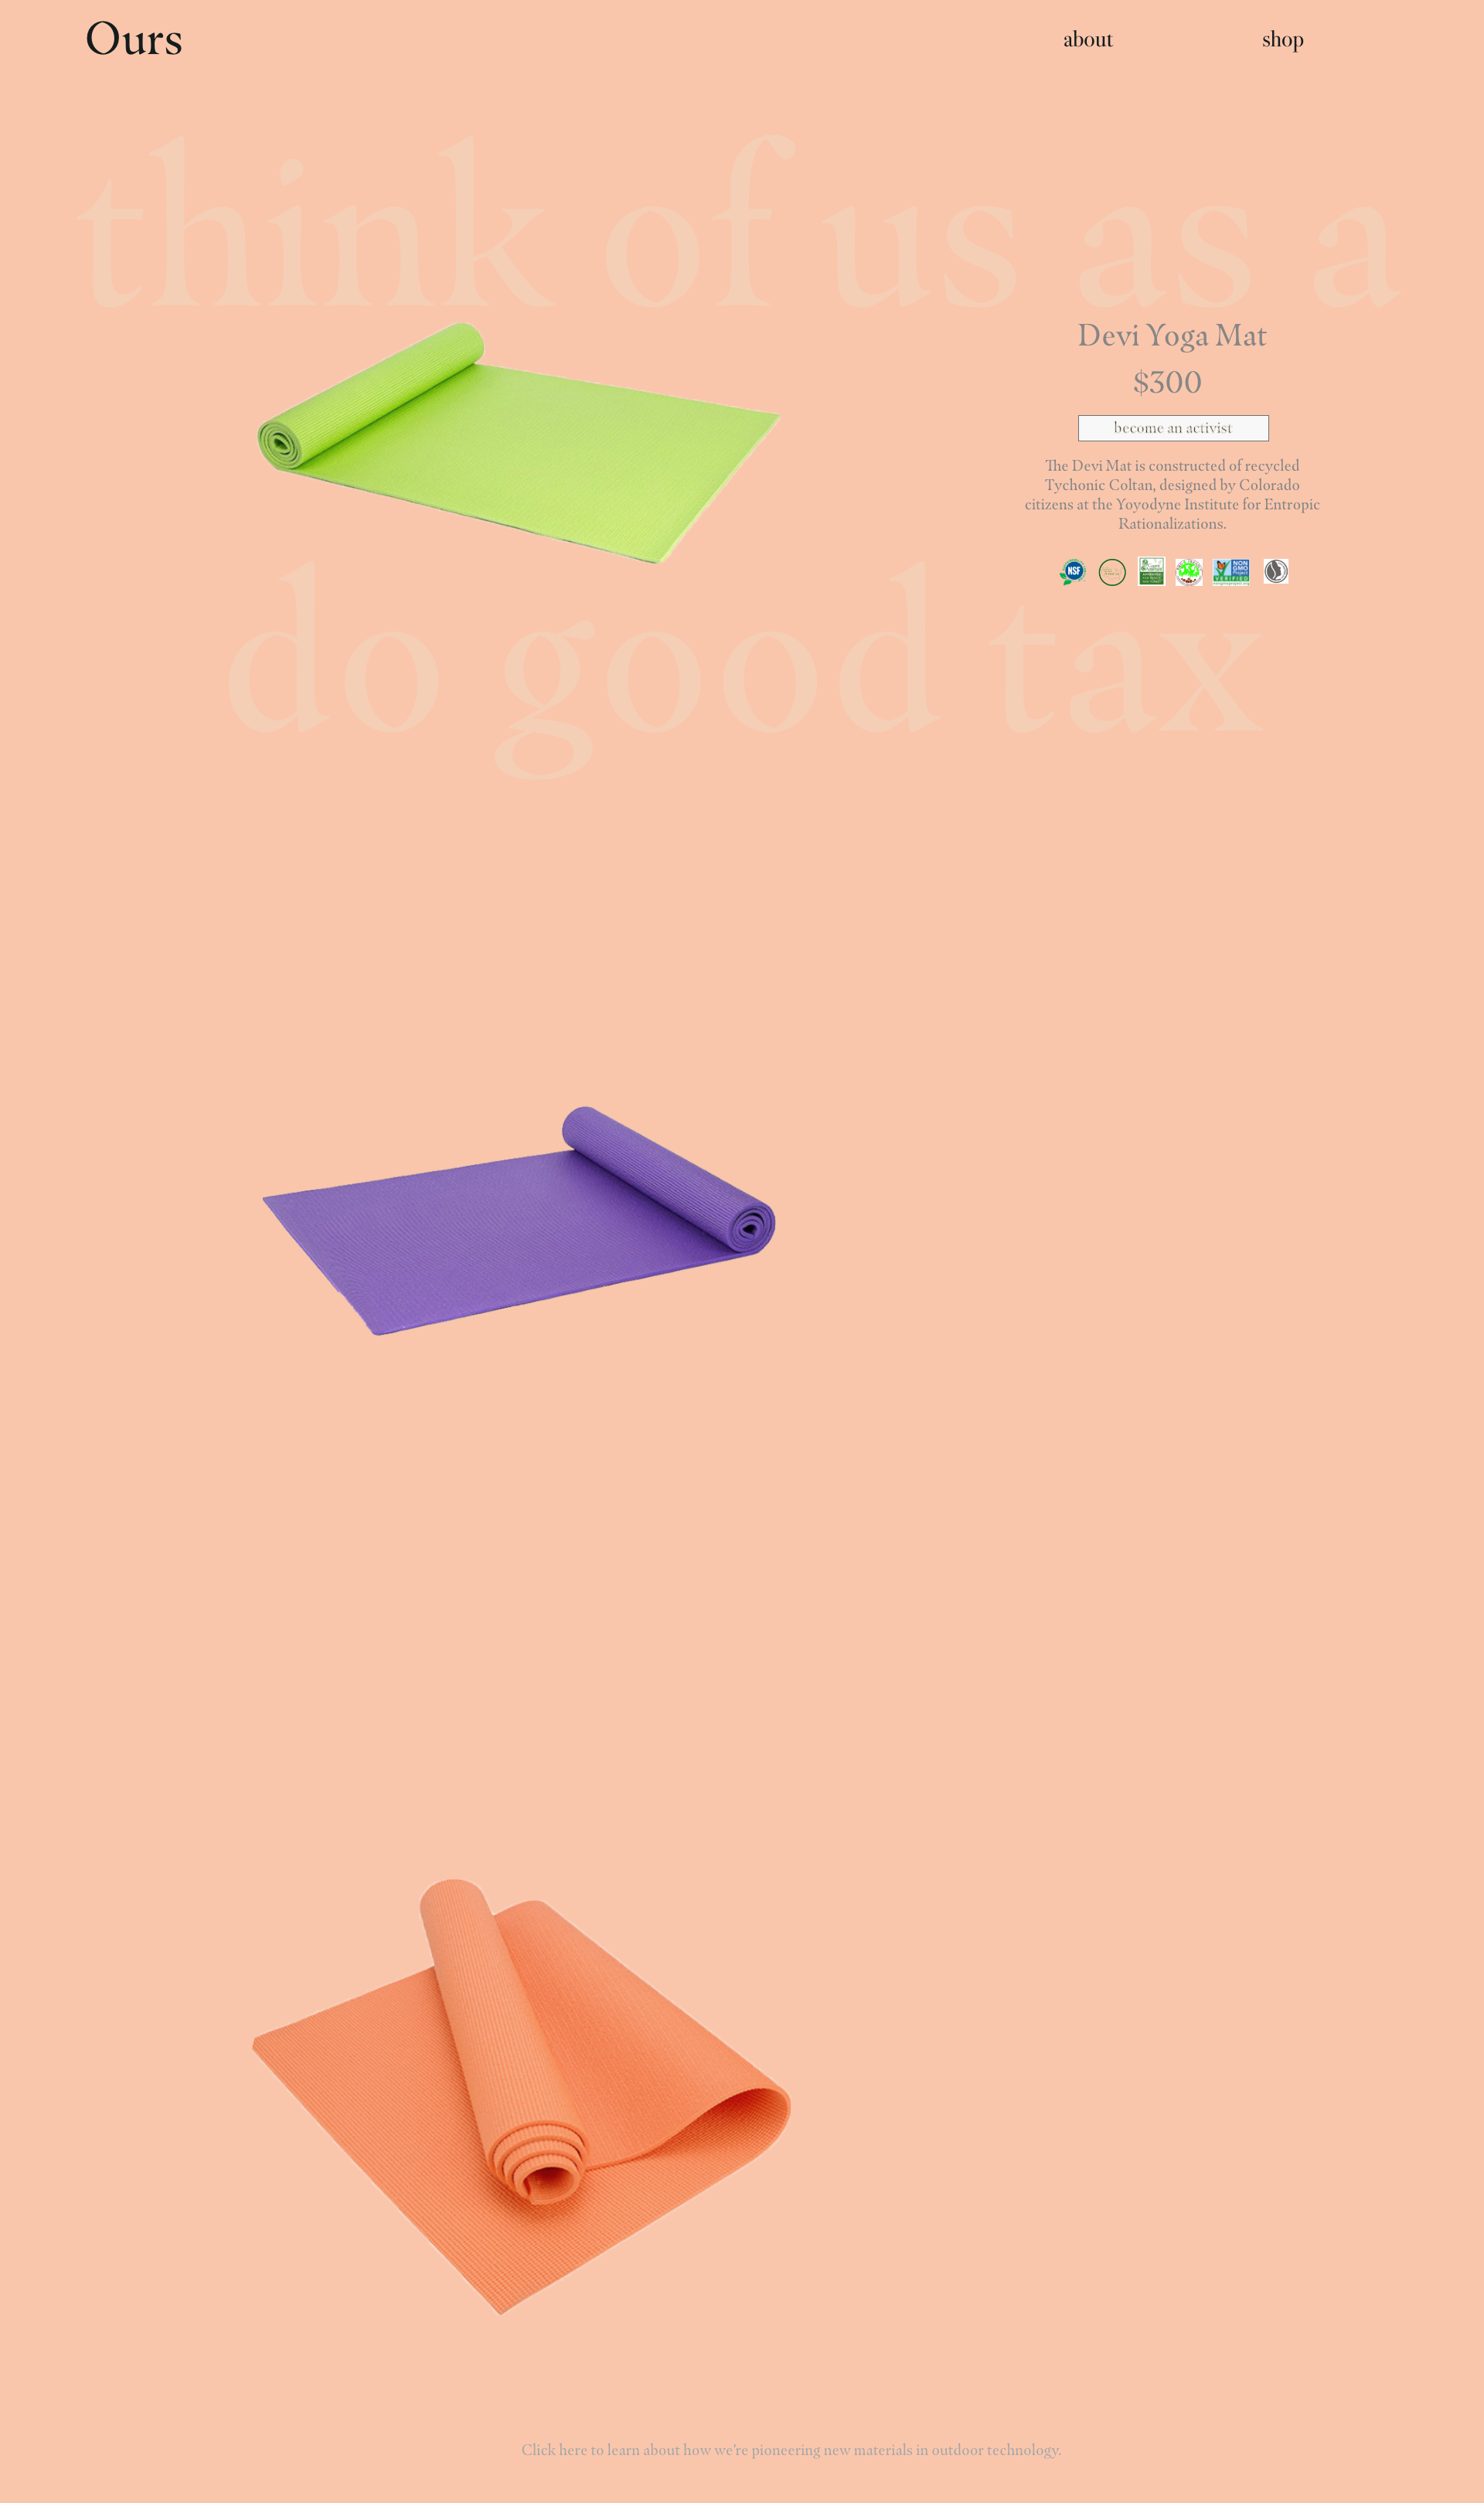 Ours
about
shop
think of us as a
Devi Yoga Mat
$300
become an activist
The Devi Mat is constructed of recycled
Tychonic Coltan, designed by Colorado
citizens at the Yoyodyne Institute for Entropic
Rationalizations.
NSF
NON
GMO
Project
VERIFIED
do good tax
Click here to learn about how we're pioneering new materials in outdoor technology.